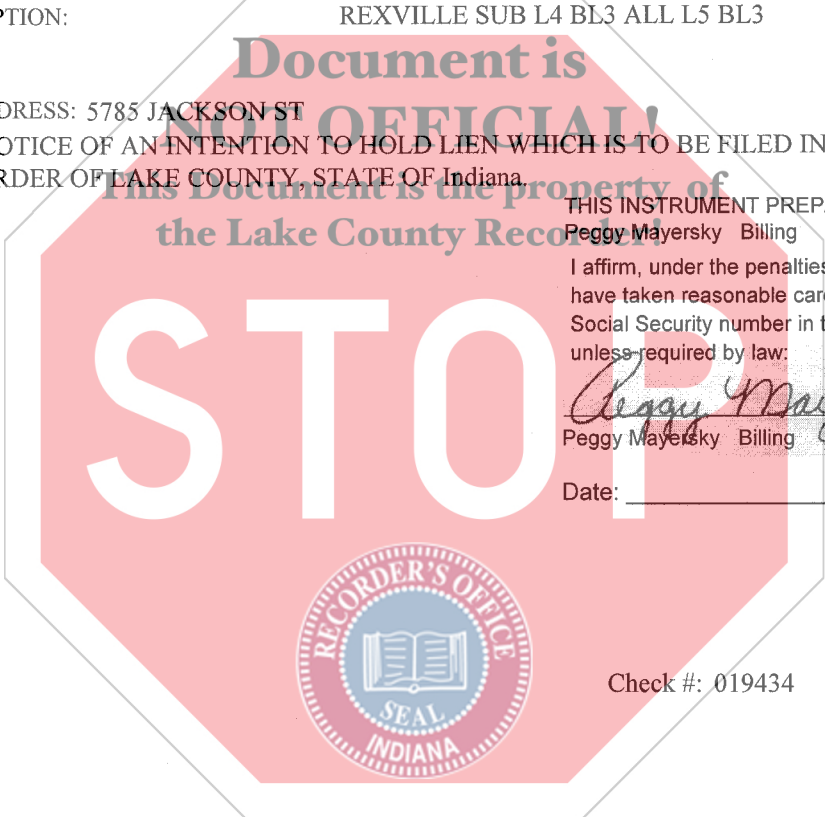 PTION: REXVILLE SUB L4 BL3 ALL L5 BL3
Document is
DRESS: 5785 JACKSON ST
NOT OFFICIAL!
OTICE OF AN INTENTION TO HOLD LIEN WHICH IS TO BE FILED IN
RDER OF LAKE COUNTY, STATE OF Indiana.
This Document is the property of
the Lake County Recorder!
THIS INSTRUMENT PREP
Peggy Mayersky Billing
I affirm, under the penalties
have taken reasonable car
Social Security number in t
unless required by law:
STOP
Peggy May
Peggy Mayersky Billing
Date:
RECORDER'S OFFICE
SEAL
INDIANA
Check #: 019434